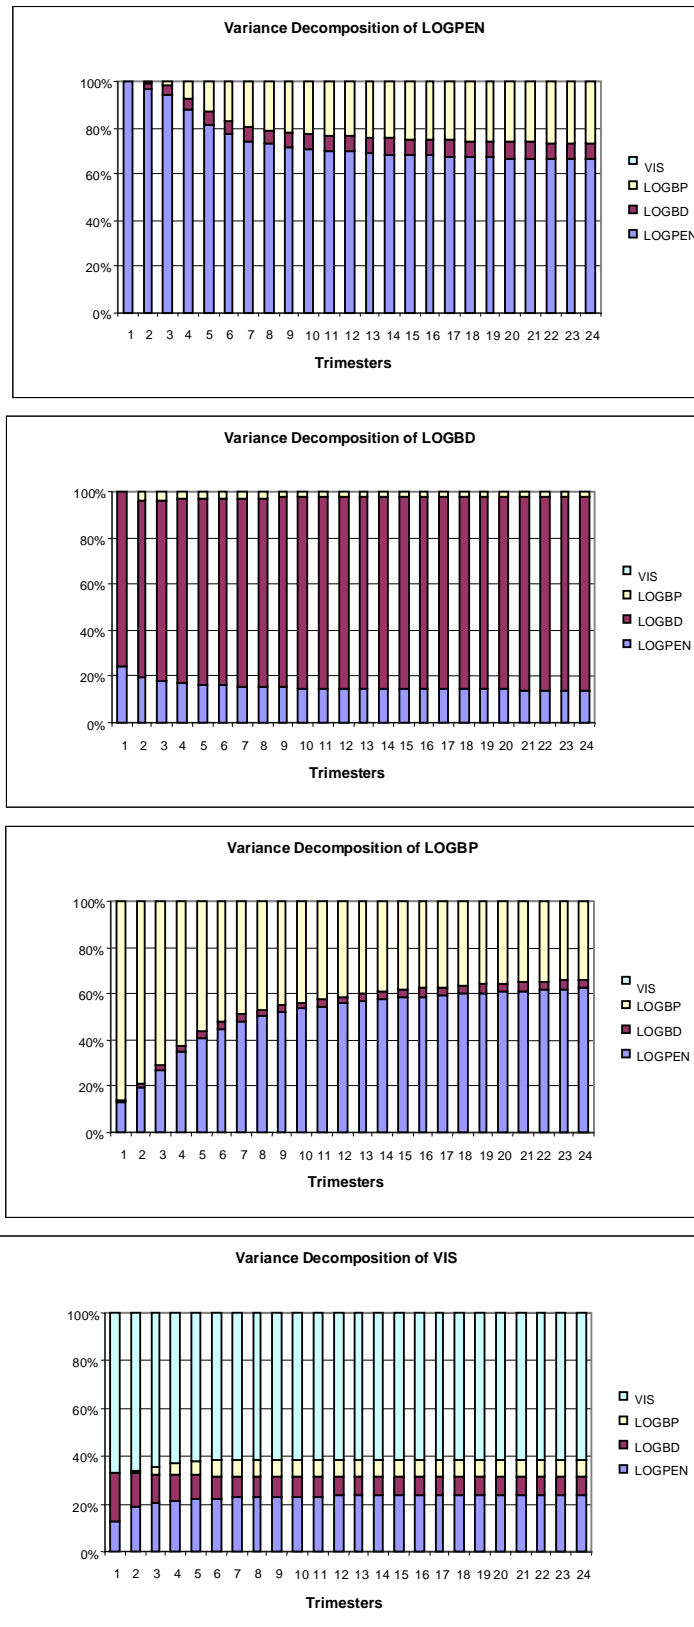 Variance Decomposition of LOGPEN
100%
80%
60%
40%
20%
0%
VIS
LOGBP
LOGBD
LOGPEN
1 2 3 4 5 6 7 8 9 10 11 12 13 14 15 16 17 18 19 20 21 22 23 24
Trimesters
Variance Decomposition of LOGBD
100%
80%
60%
40%
20%
0%
VIS
LOGBP
LOGBD
LOGPEN
1 2 3 4 5 6 7 8 9 10 11 12 13 14 15 16 17 18 19 20 21 22 23 24
Trimesters
Variance Decomposition of LOGBP
100%
80%
60%
40%
20%
0%
VIS
LOGBP
LOGBD
LOGPEN
1 2 3 4 5 6 7 8 9 10 11 12 13 14 15 16 17 18 19 20 21 22 23 24
Trimesters
Variance Decomposition of VIS
100%
80%
60%
40%
20%
0%
VIS
LOGBP
LOGBD
LOGPEN
1 2 3 4 5 6 7 8 9 10 11 12 13 14 15 16 17 18 19 20 21 22 23 24
Trimesters